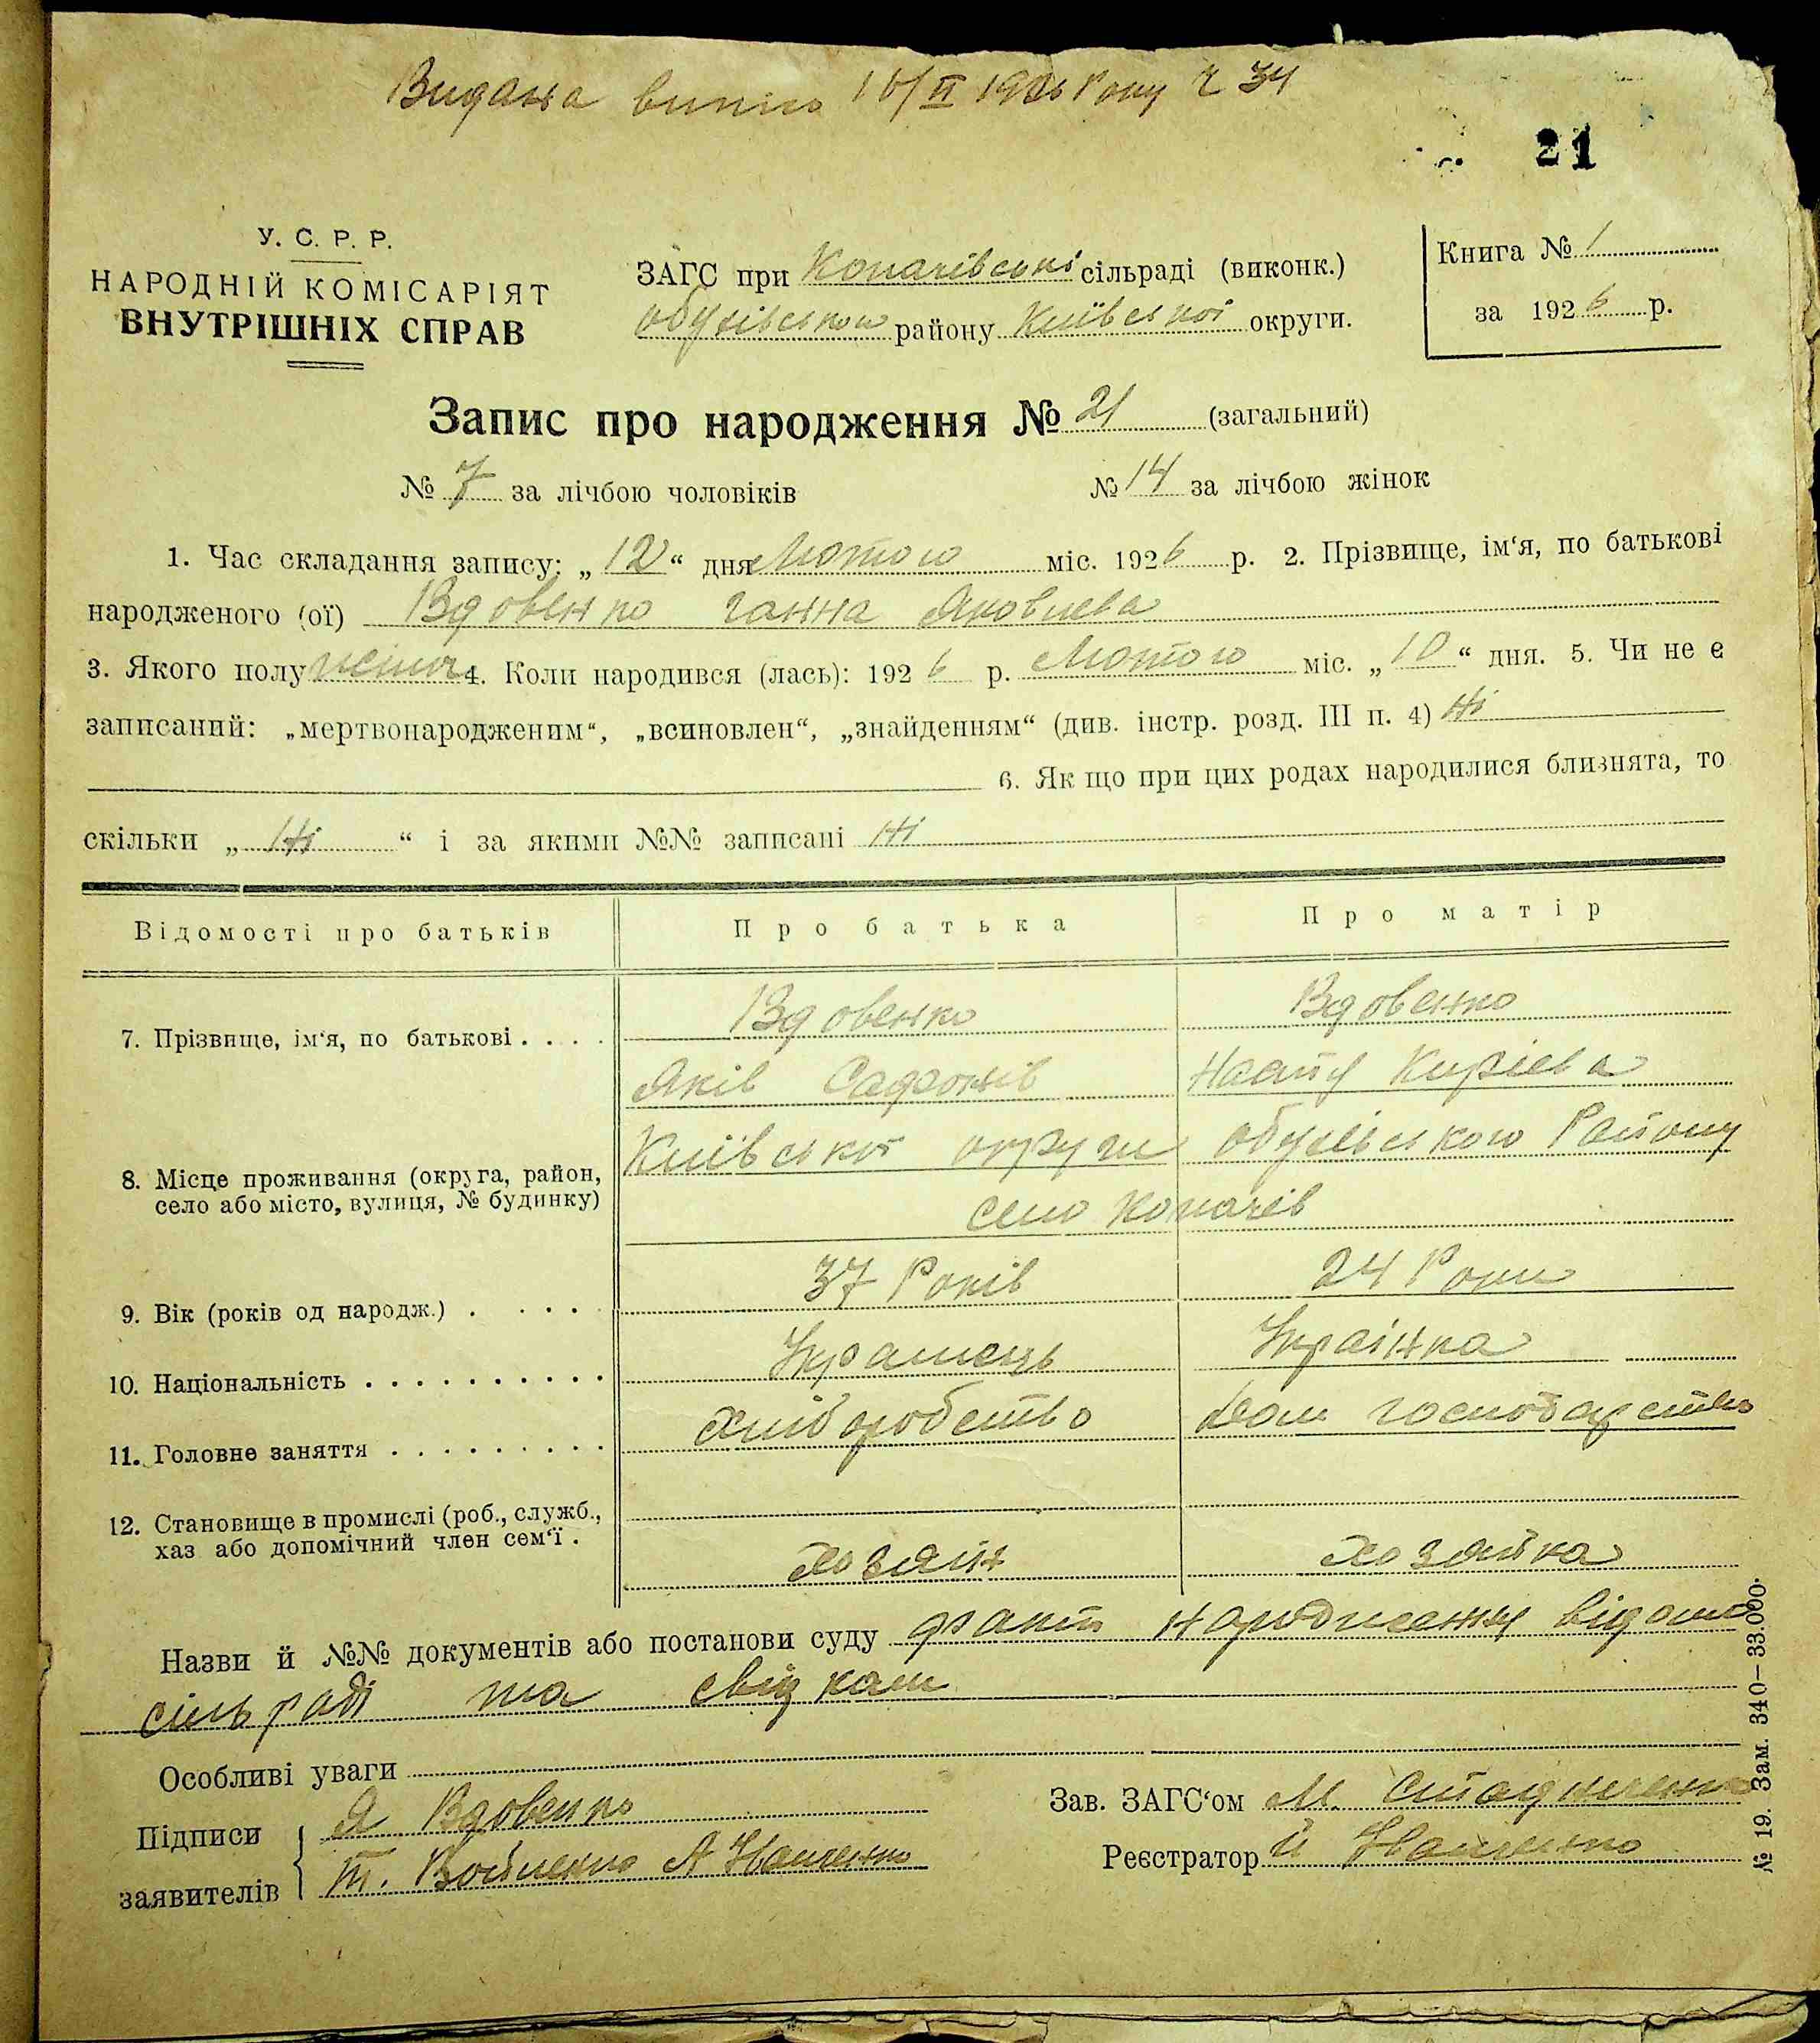 Видана випис 16/II 1926 Року Ч 34
21
У. С. Р. Р.
НАРОДНІЙ КОМІСАРІЯТ
ВНУТРІШНІХ СПРАВ
ЗАГС при Копачівські сільраді (виконк.)
Обухівськои району Київської округи.
Книга № 1
за 1926 р.
Запис про народження № 21 (загальний)
№ 7 за лічбою чоловіків № 14 за лічбою жінок
1. Час складання запису: „12“ дня Лютого міс. 1926 р. 2. Прізвище, ім‘я, по батькові
народженого (ої) Вдовенко Ганна Яковлева
3. Якого полу 4. Коли народився (лась): 1926 р. Лютого міс. „10“ дня. 5. Чи не є
записаний: „мертвонародженим“, „всиновлен“, „знайденням“ (див. інстр. розд. III п. 4) Ні
6. Як що при цих родах народилися близнята, то
скільки „Ні“ і за якими №№ записані Ні
Відомості про батьків Про батька Про матір
7. Прізвище, ім‘я, по батькові . . . . Вдовенко Вдовенко
Яків Сафонів Кирієва
8. Місце проживання (округа, район, село або місто, вулиця, № будинку) Київської округи Обухівського Району
село Копачів
9. Вік (років од народж.) . . . . 37 Років 24 Роки
10. Національність . . . . . . . . . . Українець Українка
11. Головне заняття . . . . . . . . . Хліборобство Дом господарство
12. Становище в промислі (роб., служб.,
хаз або допомічний член сем‘ї . хозяїн хозяйка
Назви й №№ документів або постанови суду факт народження відомо
сільраді та свідкам
Особливі уваги
Підписи Я Вдовенко
заявителів Т. А
Зав. ЗАГС‘ом М.
Реєстратор Й
№ 19. Зам. 340—33.000.